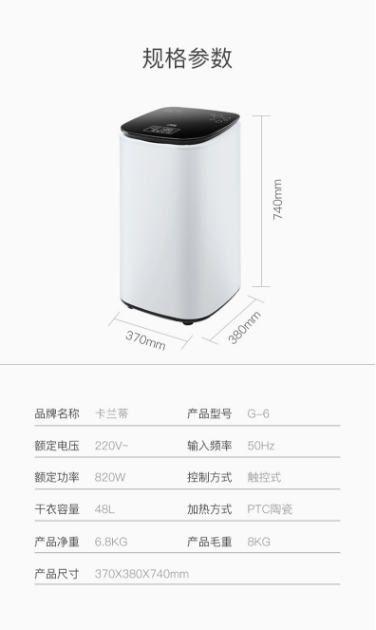 规格参数
740mm
370mm
380mm
品牌名称 卡兰蒂 产品型号 G-6
额定电压 220V~ 输入频率 50Hz
额定功率 820W 控制方式 触控式
干衣容量 48L 加热方式 PTC陶瓷
产品净重 6.8KG 产品毛重 8KG
产品尺寸 370X380X740mm